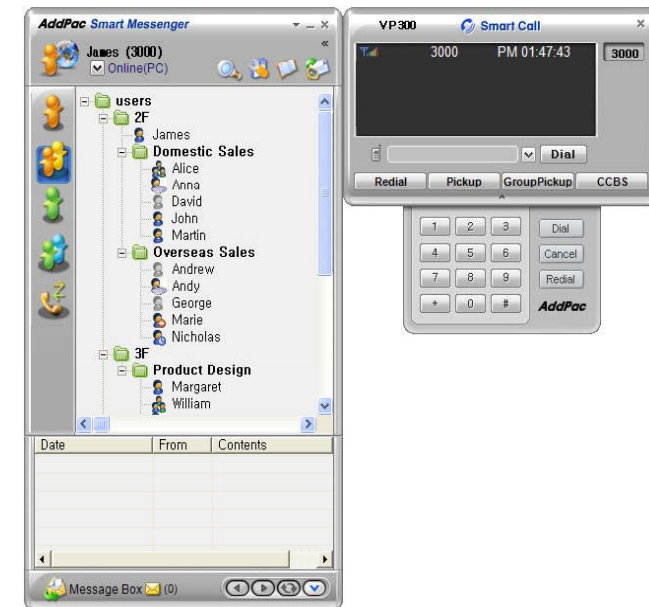 AddPac Smart Messenger
James (3000)
Online(PC)
users
2F
James
Domestic Sales
Alice
Anna
David
John
Martin
Overseas Sales
Andrew
Andy
George
Marie
Nicholas
3F
Product Design
Margaret
William
Date From Contents
Message Box (0)
VP300 Smart Call
3000 PM 01:47:43 3000
Dial
Redial Pickup GroupPickup CCBS
1 2 3 Dial
4 5 6 Cancel
7 8 9 Redial
* 0 # AddPac